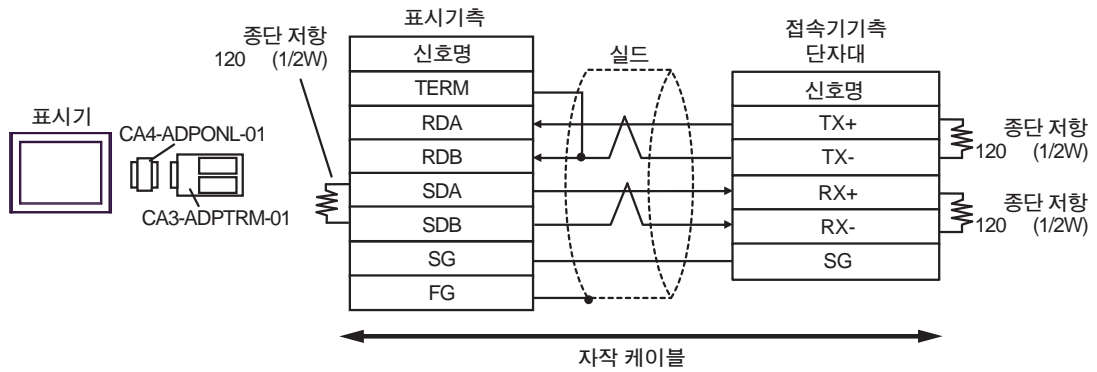 표시기
CA4-ADPONL-01
CA3-ADPTRM-01
종단 저항
120 (1/2W)
표시기측
신호명
TERM
RDA
RDB
SDA
SDB
SG
FG
실드
접속기기측
단자대
신호명
TX+
TX-
RX+
RX-
SG
종단 저항
120 (1/2W)
종단 저항
120 (1/2W)
자작 케이블